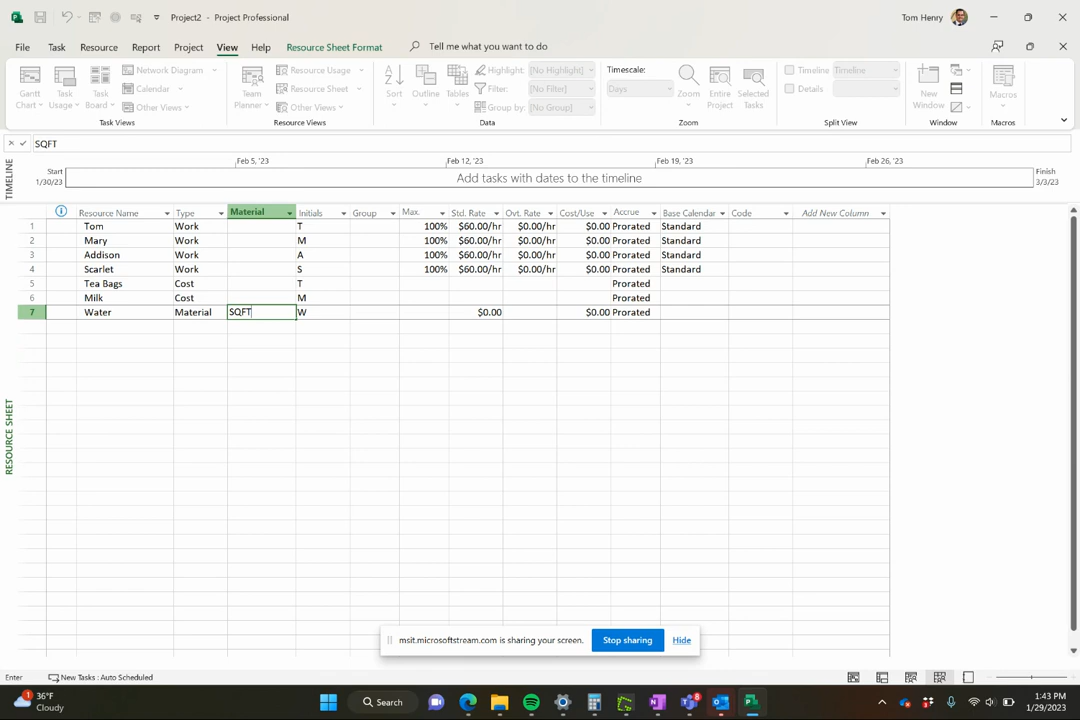 Project2 - Project Professional
Tom Henry
File Task Resource Report Project View Help Resource Sheet Format Tell me what you want to do
Gantt Chart
Task Usage
Task Board
Network Diagram
Calendar
Other Views
Task Views
Team Planner
Resource Usage
Resource Sheet
Other Views
Resource Views
Sort
Outline
Tables
Highlight: [No Highlight]
Filter: [No Filter]
Group by: [No Group]
Data
Timescale:
Days
Zoom
Entire Project
Selected Tasks
Zoom
Timeline Timeline
Details
Split View
New Window
Window
Macros
Macros
SQFT
TIMELINE
Feb 5, '23 Feb 12, '23 Feb 19, '23 Feb 26, '23
Start
1/30/23
Add tasks with dates to the timeline
Finish
3/3/23
Resource Name Type Material Initials Group Max. Std. Rate Ovt. Rate Cost/Use Accrue Base Calendar Code Add New Column
1 Tom Work T 100% $60.00/hr $0.00/hr $0.00 Prorated Standard
2 Mary Work M 100% $60.00/hr $0.00/hr $0.00 Prorated Standard
3 Addison Work A 100% $60.00/hr $0.00/hr $0.00 Prorated Standard
4 Scarlet Work S 100% $60.00/hr $0.00/hr $0.00 Prorated Standard
5 Tea Bags Cost T Prorated
6 Milk Cost M Prorated
7 Water Material SQFT W $0.00 $0.00 Prorated
RESOURCE SHEET
msit.microsoftstream.com is sharing your screen. Stop sharing Hide
Enter New Tasks : Auto Scheduled
1
36°F
Cloudy
Search
8
1:43 PM
1/29/2023